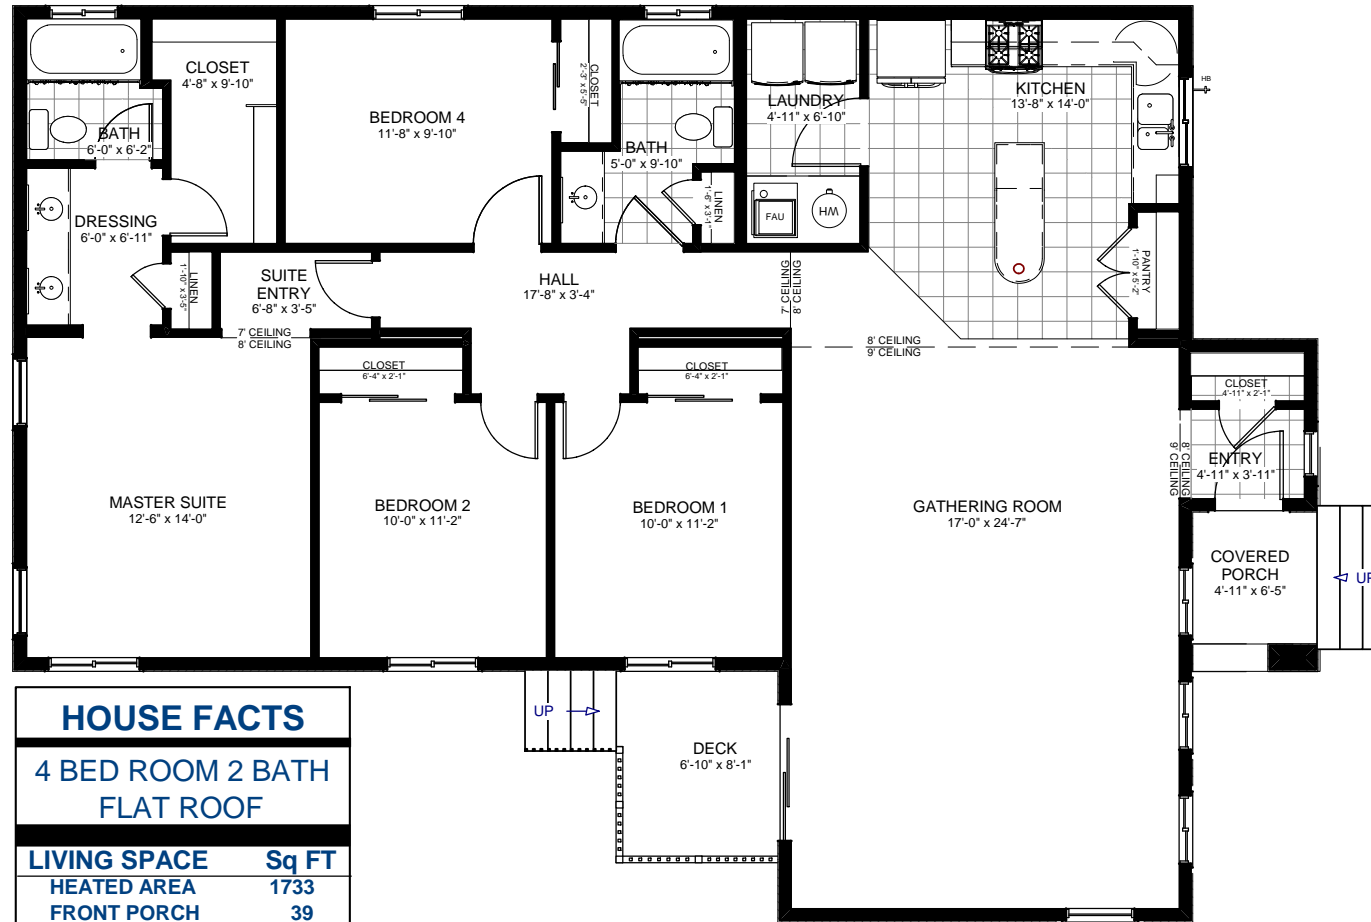 CLOSET
4'-8" x 9'-10"
BATH
6'-0" x 6'-2"
DRESSING
6'-0" x 6'-11"
LINEN
1'-10" x 3'-5"
SUITE
ENTRY
6'-8" x 3'-5"
7' CEILING
8' CEILING
BEDROOM 4
11'-8" x 9'-10"
CLOSET
2'-3" x 5'-5"
BATH
5'-0" x 9'-10"
LINEN
1'-6" x 3'-1"
HALL
17'-8" x 3'-4"
LAUNDRY
4'-11" x 6'-10"
FAU
HW
7' CEILING
8' CEILING
KITCHEN
13'-8" x 14'-0"
HB
PANTRY
1'-10" x 5'-2"
8' CEILING
9' CEILING
CLOSET
6'-4" x 2'-1"
CLOSET
6'-4" x 2'-1"
CLOSET
4'-11" x 2'-1"
8' CEILING
9' CEILING
ENTRY
4'-11" x 3'-11"
MASTER SUITE
12'-6" x 14'-0"
BEDROOM 2
10'-0" x 11'-2"
BEDROOM 1
10'-0" x 11'-2"
GATHERING ROOM
17'-0" x 24'-7"
COVERED
PORCH
4'-11" x 6'-5"
UP
UP
DECK
6'-10" x 8'-1"
HOUSE FACTS
4 BED ROOM 2 BATH
FLAT ROOF
LIVING SPACE Sq FT
HEATED AREA 1733
FRONT PORCH 39